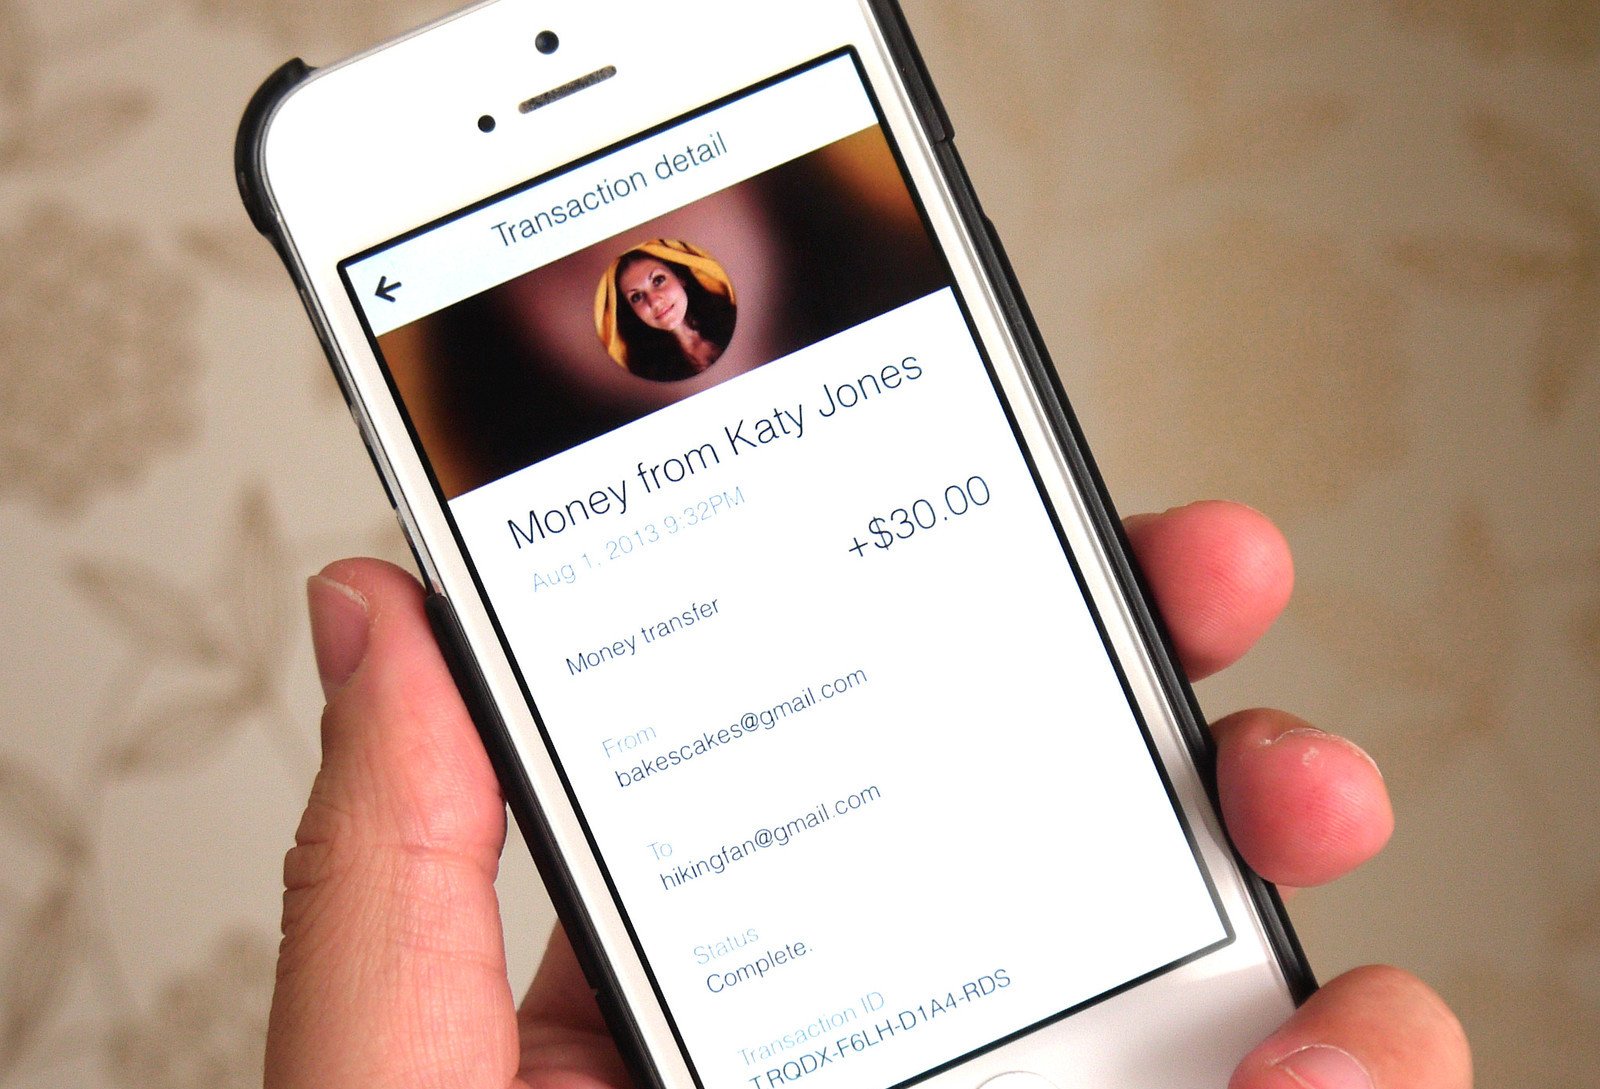 Transaction detail
Money from Katy Jones
Aug 1, 2013 9:32PM
+$30.00
Money transfer
From
bakescakes@gmail.com
To
hikingfan@gmail.com
Status
Complete.
Transaction ID
TRQDX-F6LH-D1A4-RDS